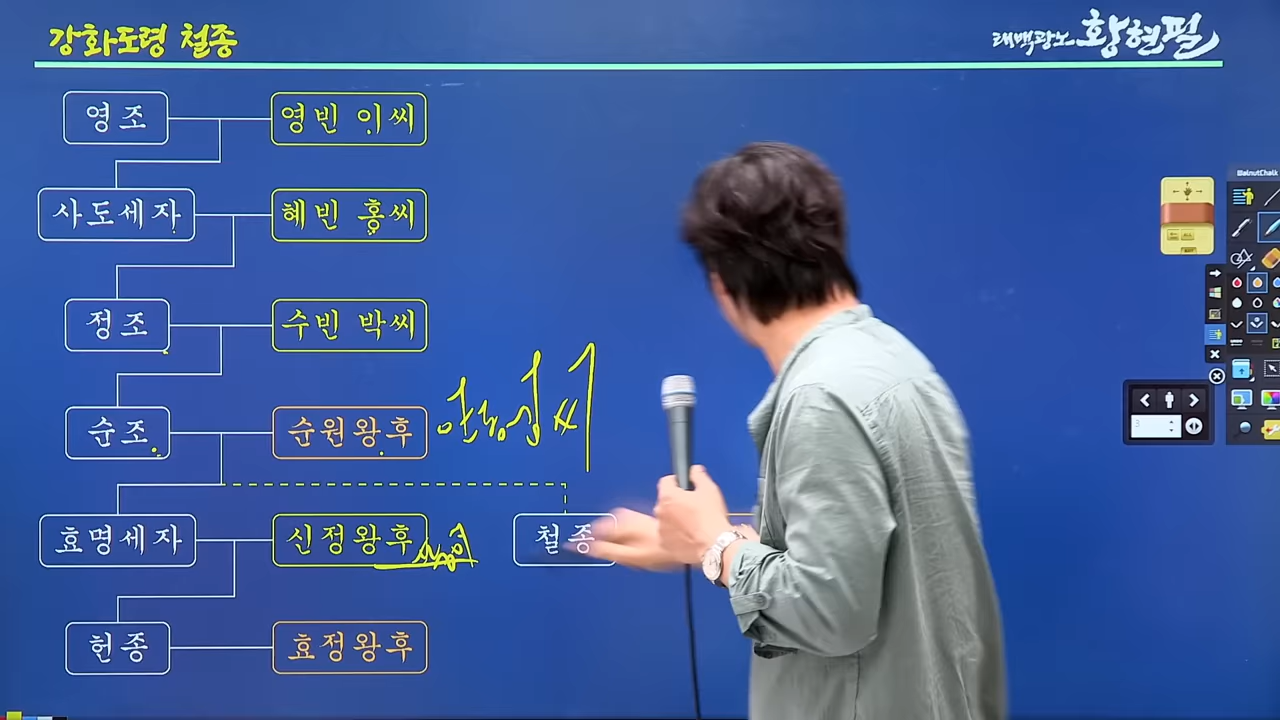 강화도령 철종
태백광노 황현필
영조 영빈 이씨
사도세자 혜빈 홍씨
정조 수빈 박씨
순조 순원왕후 안동김씨
효명세자 신정왕후 철종
헌종 효정왕후
WalnutChalk
3